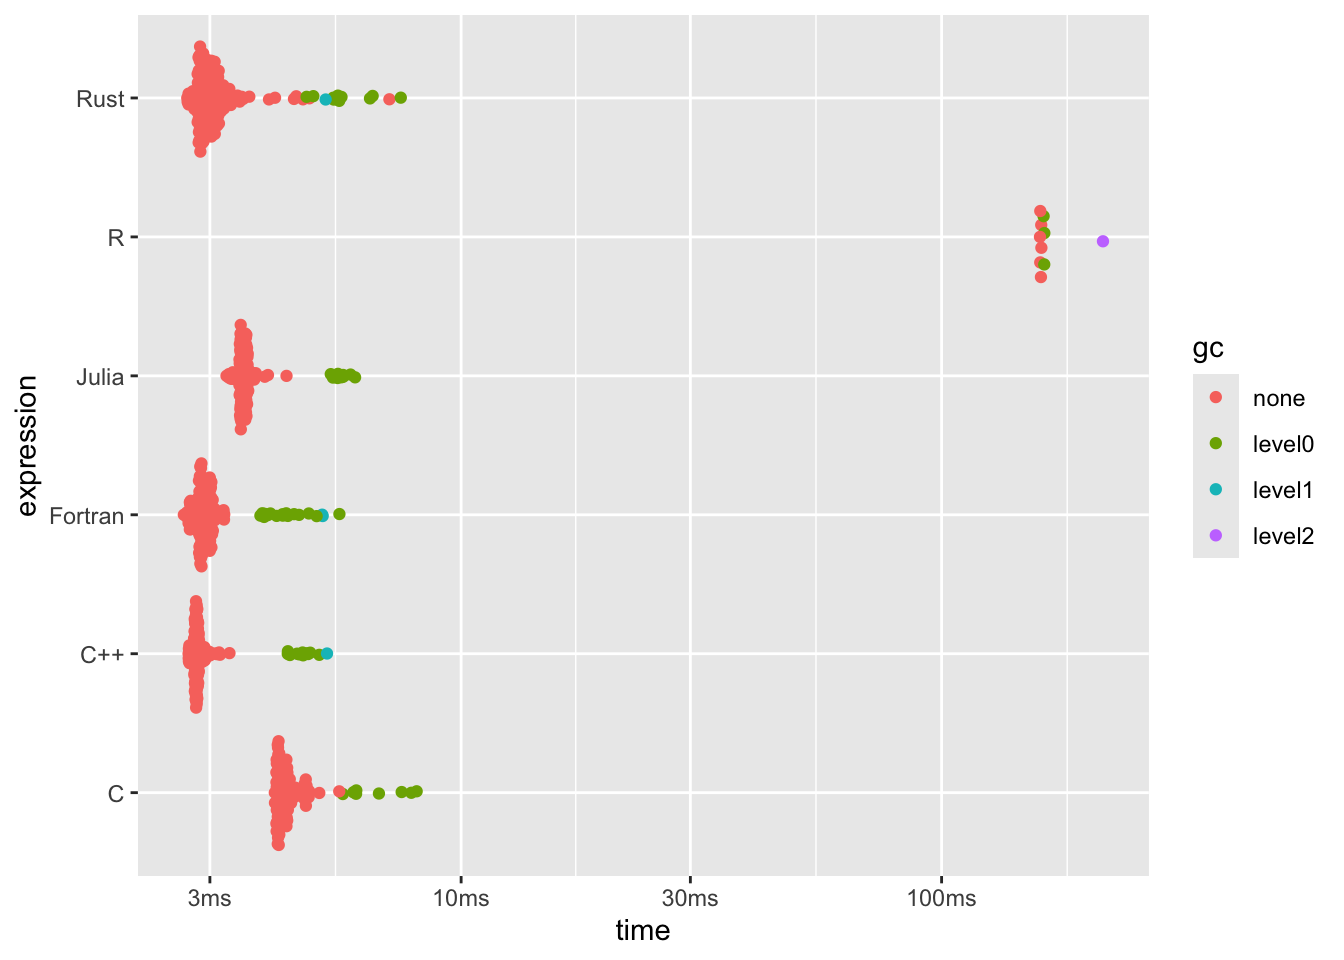 expression
Rust
R
Julia
Fortran
C++
C
3ms 10ms 30ms 100ms
time
gc
none
level0
level1
level2